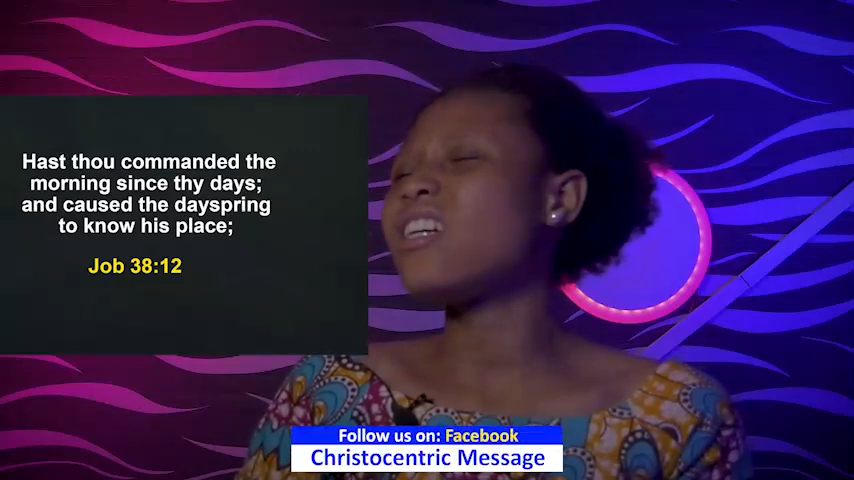 Hast thou commanded the
morning since thy days;
and caused the dayspring
to know his place;
Job 38:12
Follow us on: Facebook
Christocentric Message